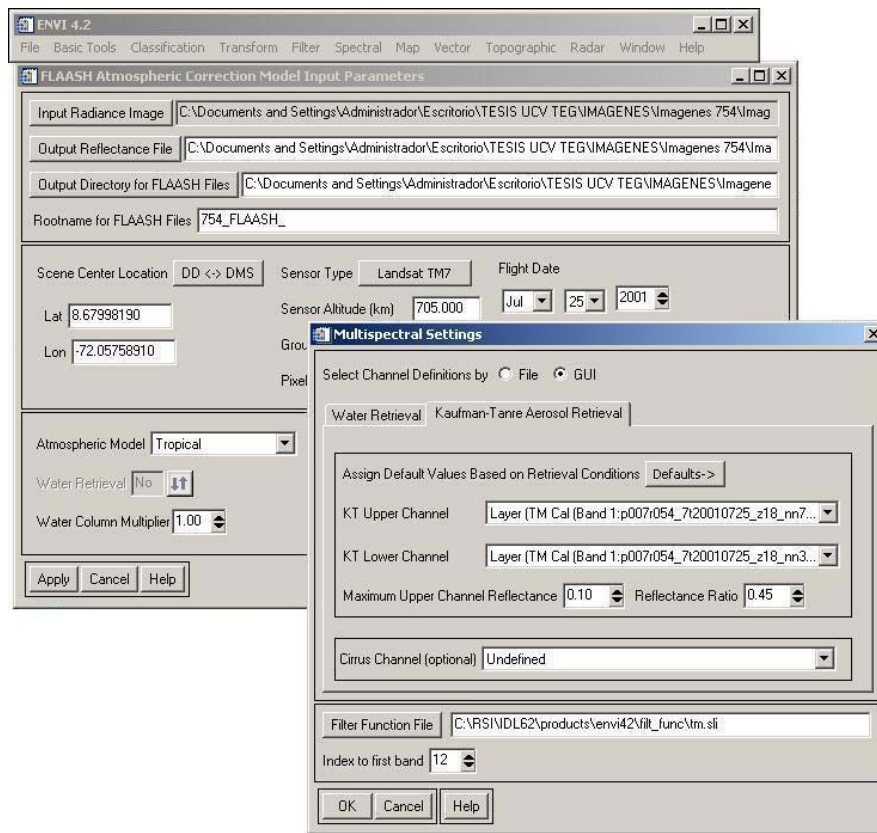 ENVI 4.2
File Basic Tools Classification Transform Filter Spectral Map Vector Topographic Radar Window Help
FLAASH Atmospheric Correction Model Input Parameters
Input Radiance Image C:\Documents and Settings\Administrador\Escritorio\TESIS UCV TEG\IMAGENES\Imagenes 754\Imag
Output Reflectance File C:\Documents and Settings\Administrador\Escritorio\TESIS UCV TEG\IMAGENES\Imagenes 754\Ima
Output Directory for FLAASH Files C:\Documents and Settings\Administrador\Escritorio\TESIS UCV TEG\IMAGENES\Imagene
Rootname for FLAASH Files 754_FLAASH_
Scene Center Location DD <-> DMS Sensor Type Landsat TM7 Flight Date
Lat 8.67998190 Sensor Altitude (km) 705.000 Jul 25 2001
Lon -72.05758910 Grou
Pixel
Atmospheric Model Tropical
Water Retrieval No
Water Column Multiplier 1.00
Apply Cancel Help
Multispectral Settings
Select Channel Definitions by File GUI
Water Retrieval Kaufman-Tanre Aerosol Retrieval
Assign Default Values Based on Retrieval Conditions Defaults->
KT Upper Channel Layer (TM Cal (Band 1:p007r054_7t20010725_z18_nn7...
KT Lower Channel Layer (TM Cal (Band 1:p007r054_7t20010725_z18_nn3...
Maximum Upper Channel Reflectance 0.10 Reflectance Ratio 0.45
Cirrus Channel (optional) Undefined
Filter Function File C:\RSI\IDL62\products\envi42\filt_func\tm.sli
Index to first band 12
OK Cancel Help